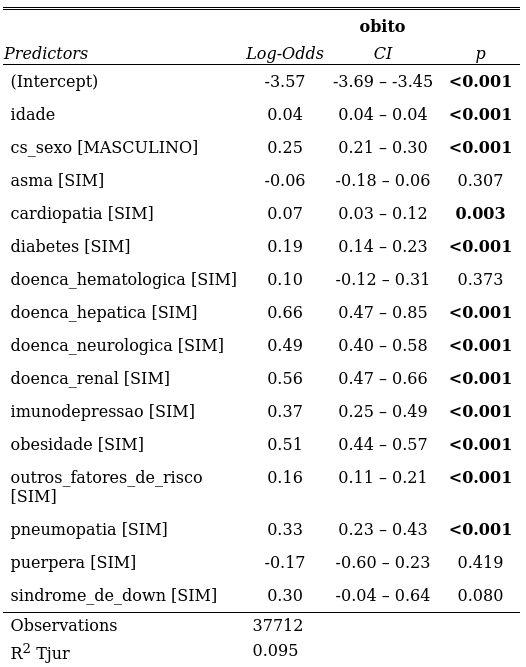 obito
Predictors Log-Odds CI p
(Intercept) -3.57 -3.69 – -3.45 <0.001
idade 0.04 0.04 – 0.04 <0.001
cs_sexo [MASCULINO] 0.25 0.21 – 0.30 <0.001
asma [SIM] -0.06 -0.18 – 0.06 0.307
cardiopatia [SIM] 0.07 0.03 – 0.12 0.003
diabetes [SIM] 0.19 0.14 – 0.23 <0.001
doenca_hematologica [SIM] 0.10 -0.12 – 0.31 0.373
doenca_hepatica [SIM] 0.66 0.47 – 0.85 <0.001
doenca_neurologica [SIM] 0.49 0.40 – 0.58 <0.001
doenca_renal [SIM] 0.56 0.47 – 0.66 <0.001
imunodepressao [SIM] 0.37 0.25 – 0.49 <0.001
obesidade [SIM] 0.51 0.44 – 0.57 <0.001
outros_fatores_de_risco 0.16 0.11 – 0.21 <0.001
[SIM]
pneumopatia [SIM] 0.33 0.23 – 0.43 <0.001
puerpera [SIM] -0.17 -0.60 – 0.23 0.419
sindrome_de_down [SIM] 0.30 -0.04 – 0.64 0.080
Observations 37712
R² Tjur 0.095